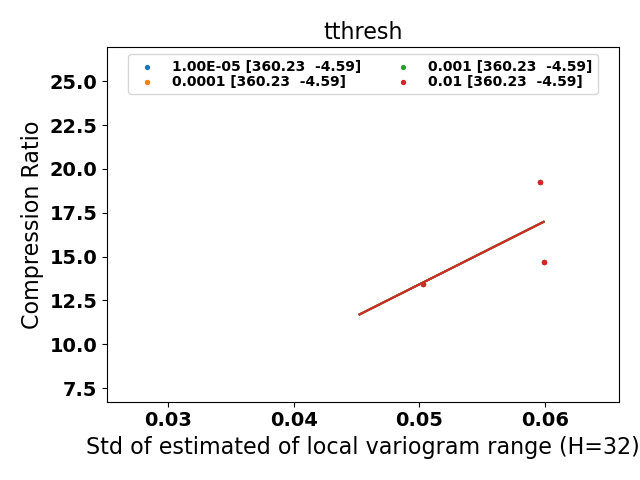 tthresh
1.00E-05 [360.23  -4.59]
0.0001 [360.23  -4.59]
0.001 [360.23  -4.59]
0.01 [360.23  -4.59]
Compression Ratio
25.0
22.5
20.0
17.5
15.0
12.5
10.0
7.5
0.03
0.04
0.05
0.06
Std of estimated of local variogram range (H=32)